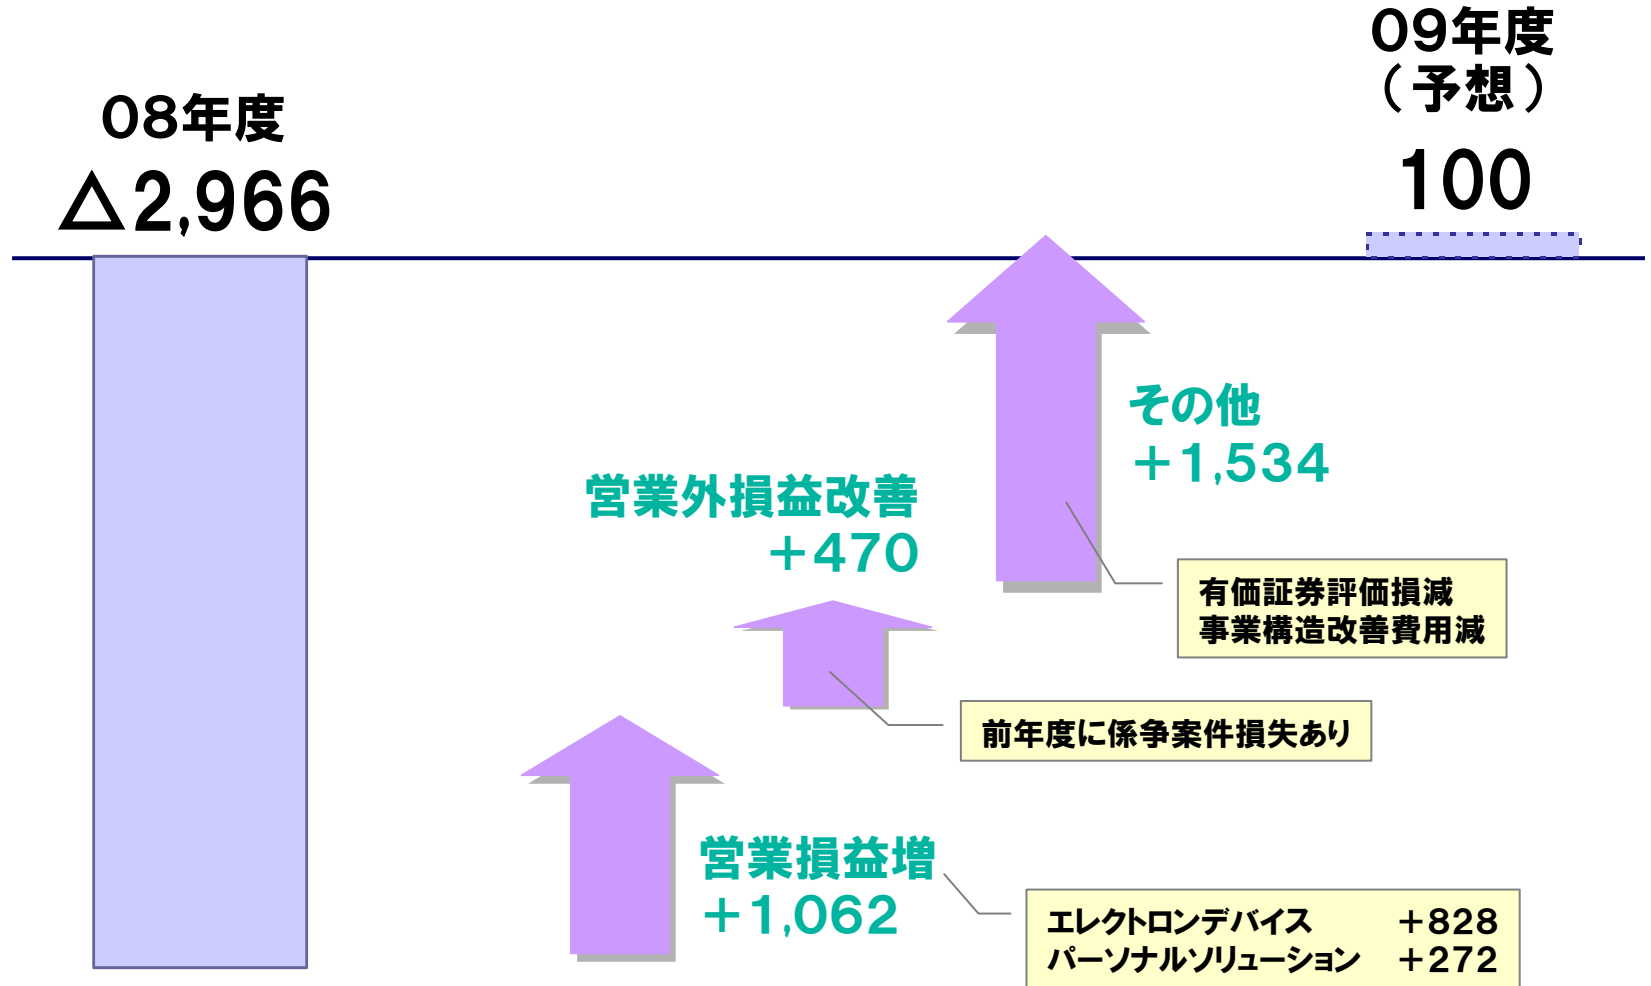 08年度
△2,966
09年度
（予想）
100
その他
＋1,534
営業外損益改善
＋470
有価証券評価損減
事業構造改善費用減
前年度に係争案件損失あり
営業損益増
＋1,062
エレクトロンデバイス ＋828
パーソナルソリューション ＋272